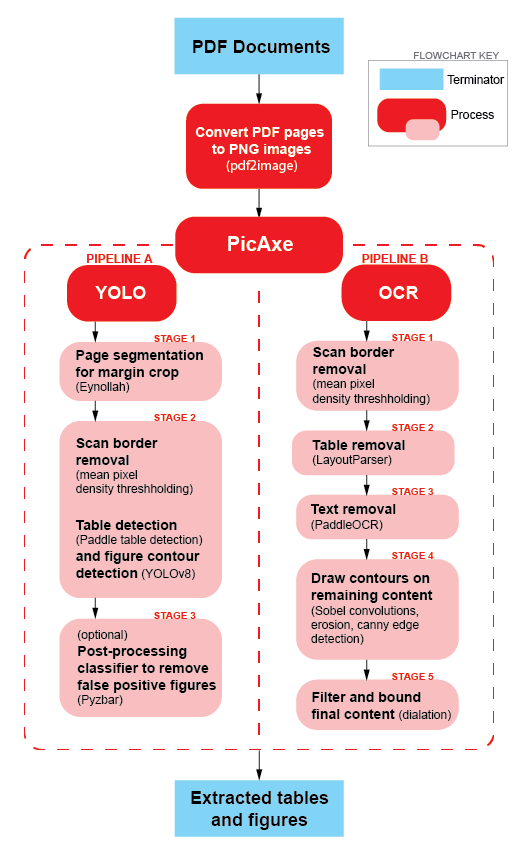 PDF Documents
FLOWCHART KEY
Terminator
Process
Convert PDF pages
to PNG images
(pdf2image)
PicAxe
PIPELINE A
YOLO
STAGE 1
Page segmentation
for margin crop
(Eynollah)
STAGE 2
Scan border
removal
(mean pixel
density threshholding)
Table detection
(Paddle table detection)
and figure contour
detection (YOLOv8)
STAGE 3
(optional)
Post-processing
classifier to remove
false positive figures
(Pyzbar)
PIPELINE B
OCR
STAGE 1
Scan border
removal
(mean pixel
density threshholding)
STAGE 2
Table removal
(LayoutParser)
STAGE 3
Text removal
(PaddleOCR)
STAGE 4
Draw contours on
remaining content
(Sobel convolutions,
erosion, canny edge
detection)
STAGE 5
Filter and bound
final content (dialation)
Extracted tables
and figures